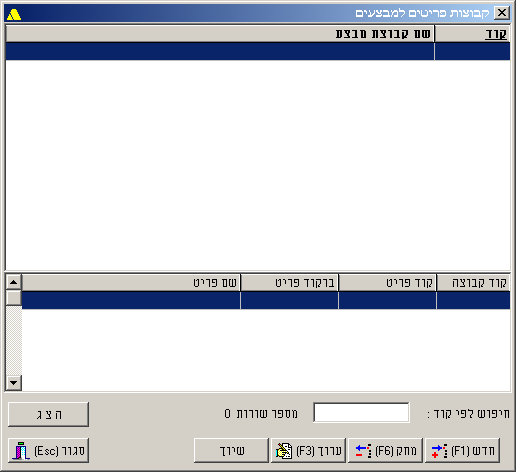 קבוצות פריטים למבצעים
קוד שם קבוצת מבצע
קוד קבוצה קוד פריט ברקוד פריט שם פריט
חיפוש לפי קוד : מספר שורות 0 הצג
חדש (F1) מחק (F6) ערוך (F3) שיוך סגור (Esc)